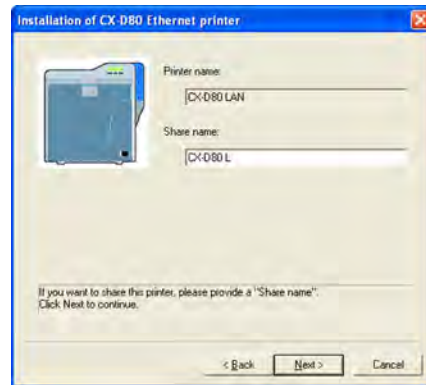 Installation of CX-D80 Ethernet printer
Printer name:
CX-D80 LAN
Share name:
CX-D80 L
If you want to share this printer, please provide a "Share name".
Click Next to continue.
< Back
Next >
Cancel